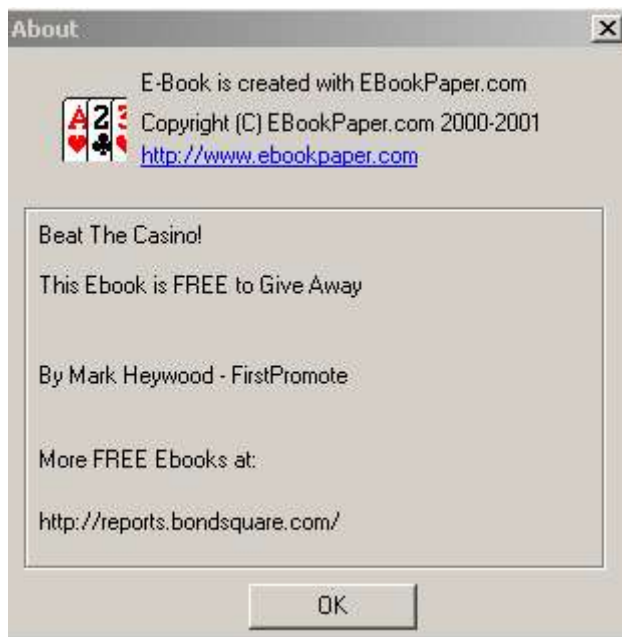 About
E-Book is created with EBookPaper.com
A 2 3
Copyright (C) EBookPaper.com 2000-2001
http://www.ebookpaper.com
Beat The Casino!
This Ebook is FREE to Give Away
By Mark Heywood - FirstPromote
More FREE Ebooks at:
http://reports.bondsquare.com/
OK